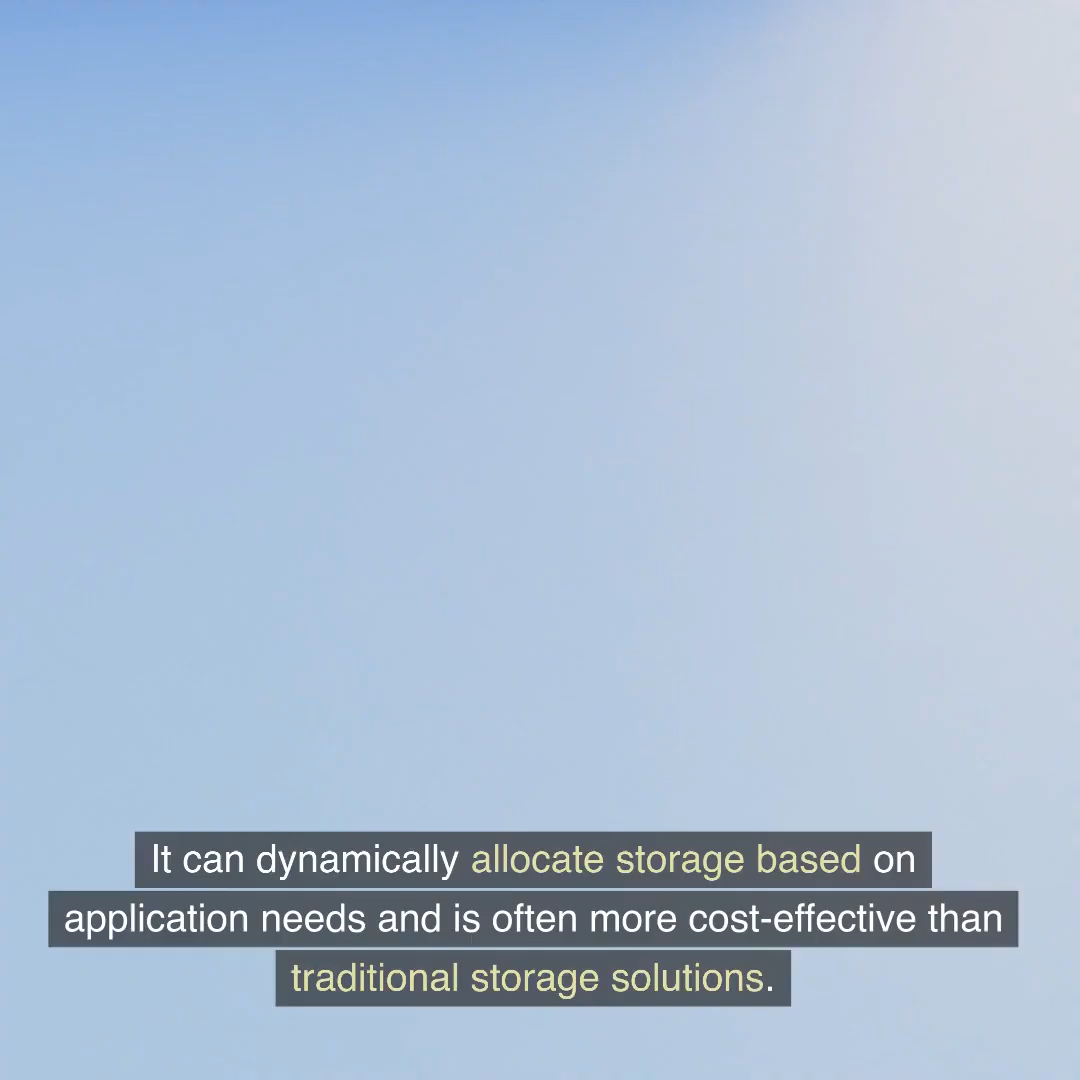 It can dynamically allocate storage based on
application needs and is often more cost-effective than
traditional storage solutions.